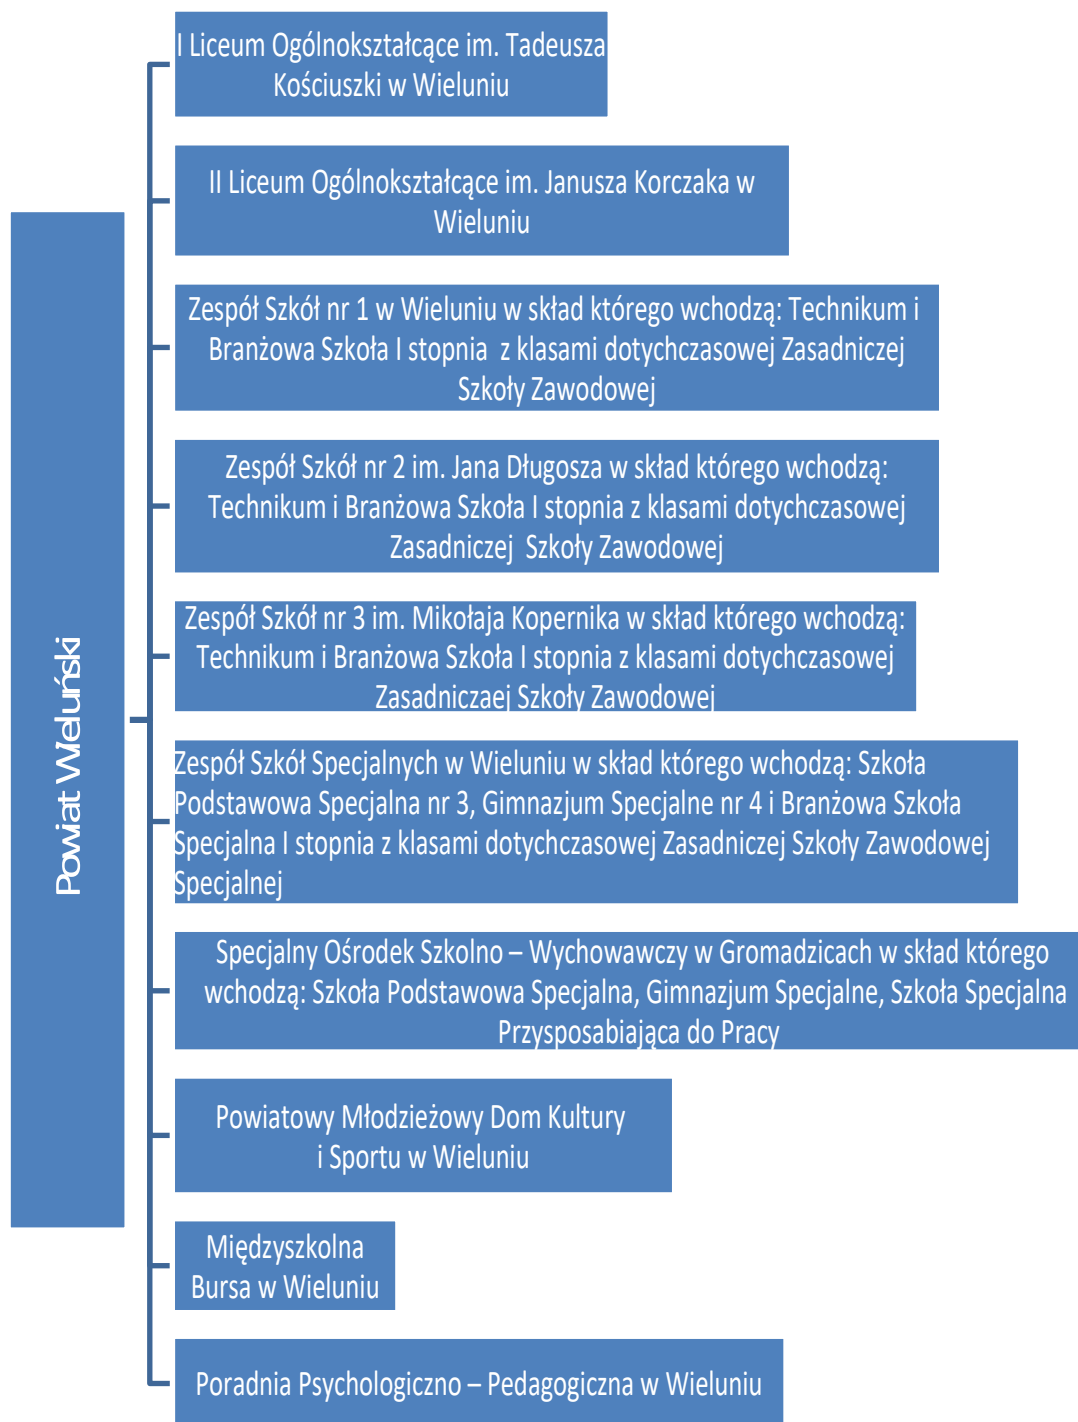 I Liceum Ogólnokształcące im. Tadeusza
Kościuszki w Wieluniu
II Liceum Ogólnokształcące im. Janusza Korczaka w
Wieluniu
Zespół Szkół nr 1 w Wieluniu w skład którego wchodzą: Technikum i
Branżowa Szkoła I stopnia z klasami dotychczasowej Zasadniczej
Szkoły Zawodowej
Zespół Szkół nr 2 im. Jana Długosza w skład którego wchodzą:
Technikum i Branżowa Szkoła I stopnia z klasami dotychczasowej
Zasadniczej Szkoły Zawodowej
Zespół Szkół nr 3 im. Mikołaja Kopernika w skład którego wchodzą:
Technikum i Branżowa Szkoła I stopnia z klasami dotychczasowej
Zasadniczaej Szkoły Zawodowej
Powiat Wieluński
Zespół Szkół Specjalnych w Wieluniu w skład którego wchodzą: Szkoła
Podstawowa Specjalna nr 3, Gimnazjum Specjalne nr 4 i Branżowa Szkoła
Specjalna I stopnia z klasami dotychczasowej Zasadniczej Szkoły Zawodowej
Specjalnej
Specjalny Ośrodek Szkolno – Wychowawczy w Gromadzicach w skład którego
wchodzą: Szkoła Podstawowa Specjalna, Gimnazjum Specjalne, Szkoła Specjalna
Przysposabiająca do Pracy
Powiatowy Młodzieżowy Dom Kultury
i Sportu w Wieluniu
Międzyszkolna
Bursa w Wieluniu
Poradnia Psychologiczno – Pedagogiczna w Wieluniu